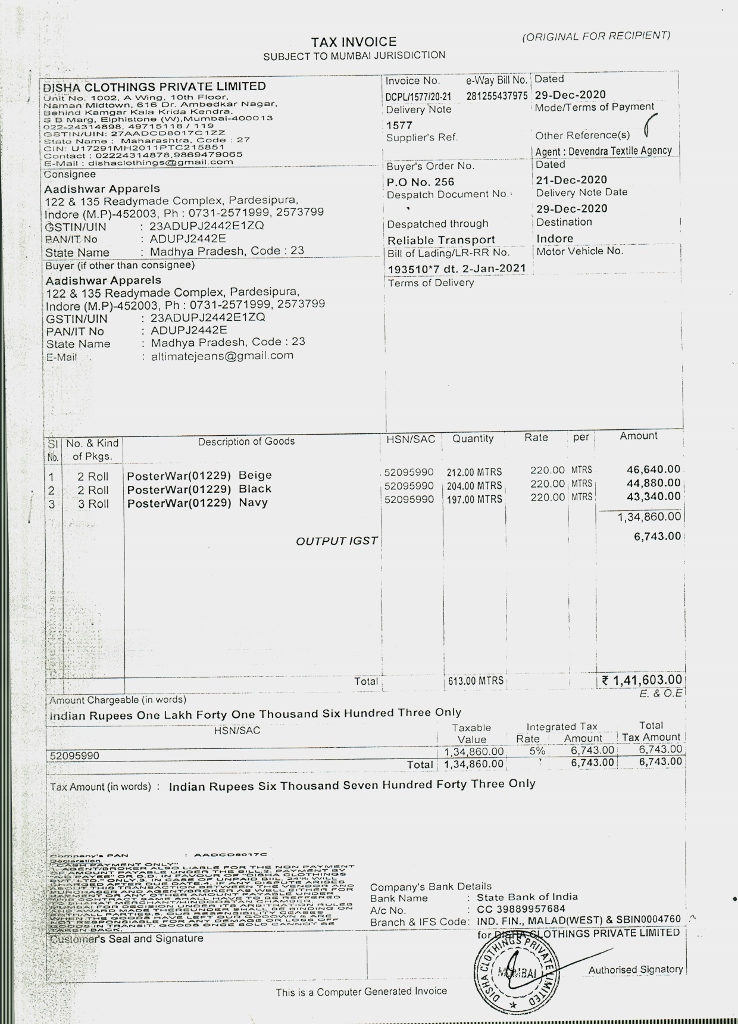 TAX INVOICE
(ORIGINAL FOR RECIPIENT)
SUBJECT TO MUMBAI JURISDICTION
DISHA CLOTHINGS PRIVATE LIMITED
Unit No. 1002, A Wing, 10th Floor,
Naman Midtown, 616 Dr. Ambedkar Nagar,
Behind Kamgar Kala Krida Kendra,
S B Marg, Elphistone (W), Mumbai-400013
022-24314898, 49715118 / 119
GSTIN/UIN: 27AADCD8017C1ZZ
State Name : Maharashtra, Code : 27
CIN: U17291MH2011PTC215851
Contact : 02224314878,9869479065
E-Mail : dishaclothings@gmail.com
Invoice No. e-Way Bill No. Dated
DCPL/1577/20-21 281255437975 29-Dec-2020
Delivery Note Mode/Terms of Payment
1577
Supplier's Ref. Other Reference(s)
Agent : Devendra Textile Agency
Buyer's Order No. Dated
P.O No. 256 21-Dec-2020
Despatch Document No. Delivery Note Date
29-Dec-2020
Despatched through Destination
Reliable Transport Indore
Bill of Lading/LR-RR No. Motor Vehicle No.
193510*7 dt. 2-Jan-2021
Terms of Delivery
Consignee
Aadishwar Apparels
122 & 135 Readymade Complex, Pardesipura,
Indore (M.P)-452003, Ph : 0731-2571999, 2573799
GSTIN/UIN : 23ADUPJ2442E1ZQ
PAN/IT No : ADUPJ2442E
State Name : Madhya Pradesh, Code : 23
Buyer (if other than consignee)
Aadishwar Apparels
122 & 135 Readymade Complex, Pardesipura,
Indore (M.P)-452003, Ph : 0731-2571999, 2573799
GSTIN/UIN : 23ADUPJ2442E1ZQ
PAN/IT No : ADUPJ2442E
State Name : Madhya Pradesh, Code : 23
E-Mail : altimatejeans@gmail.com
Sl No. No. & Kind of Pkgs. Description of Goods HSN/SAC Quantity Rate per Amount
1 2 Roll PosterWar(01229) Beige 52095990 212.00 MTRS 220.00 MTRS 46,640.00
2 2 Roll PosterWar(01229) Black 52095990 204.00 MTRS 220.00 MTRS 44,880.00
3 3 Roll PosterWar(01229) Navy 52095990 197.00 MTRS 220.00 MTRS 43,340.00
1,34,860.00
OUTPUT IGST 6,743.00
Total 613.00 MTRS ₹ 1,41,603.00
E. & O.E
Amount Chargeable (in words)
Indian Rupees One Lakh Forty One Thousand Six Hundred Three Only
HSN/SAC Taxable Value Integrated Tax Rate Amount Total Tax Amount
52095990 1,34,860.00 5% 6,743.00 6,743.00
Total 1,34,860.00 6,743.00 6,743.00
Tax Amount (in words) : Indian Rupees Six Thousand Seven Hundred Forty Three Only
Company's PAN : AADCD8017C
Declaration
Company's Bank Details
Bank Name : State Bank of India
A/c No. : CC 39889957684
Branch & IFS Code: IND. FIN., MALAD(WEST) & SBIN0004760
Customer's Seal and Signature
for DISHA CLOTHINGS PRIVATE LIMITED
DISHA CLOTHINGS PRIVATE LIMITED
MUMBAI
Authorised Signatory
This is a Computer Generated Invoice